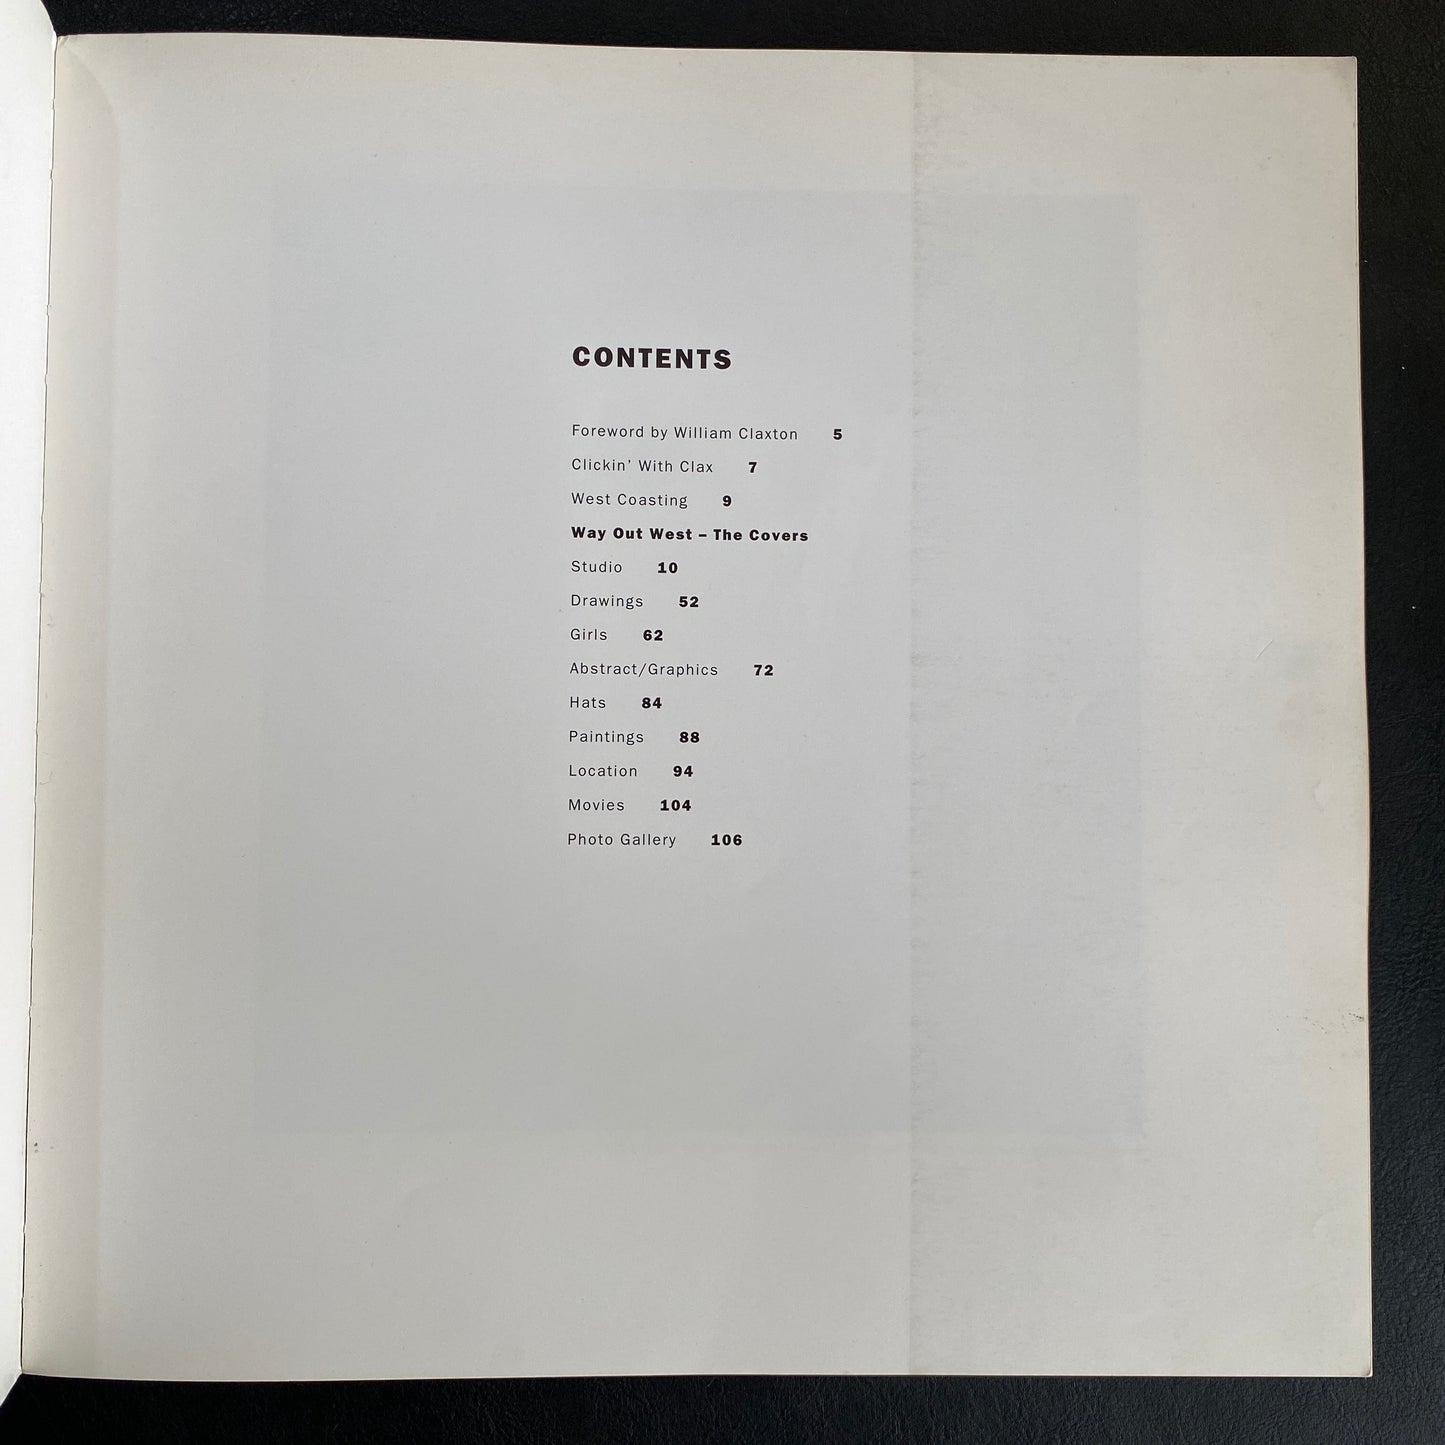 CONTENTS
Foreword by William Claxton 5
Clickin' With Clax 7
West Coasting 9
Way Out West – The Covers
Studio 10
Drawings 52
Girls 62
Abstract/Graphics 72
Hats 84
Paintings 88
Location 94
Movies 104
Photo Gallery 106